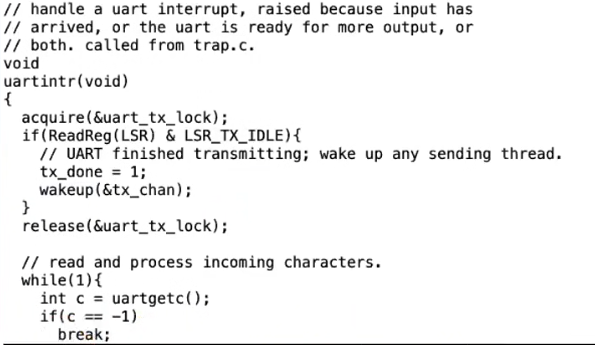 // handle a uart interrupt, raised because input has
// arrived, or the uart is ready for more output, or
// both. called from trap.c.
void
uartintr(void)
{
  acquire(&uart_tx_lock);
  if(ReadReg(LSR) & LSR_TX_IDLE){
    // UART finished transmitting; wake up any sending thread.
    tx_done = 1;
    wakeup(&tx_chan);
  }
  release(&uart_tx_lock);

  // read and process incoming characters.
  while(1){
    int c = uartgetc();
    if(c == -1)
      break;